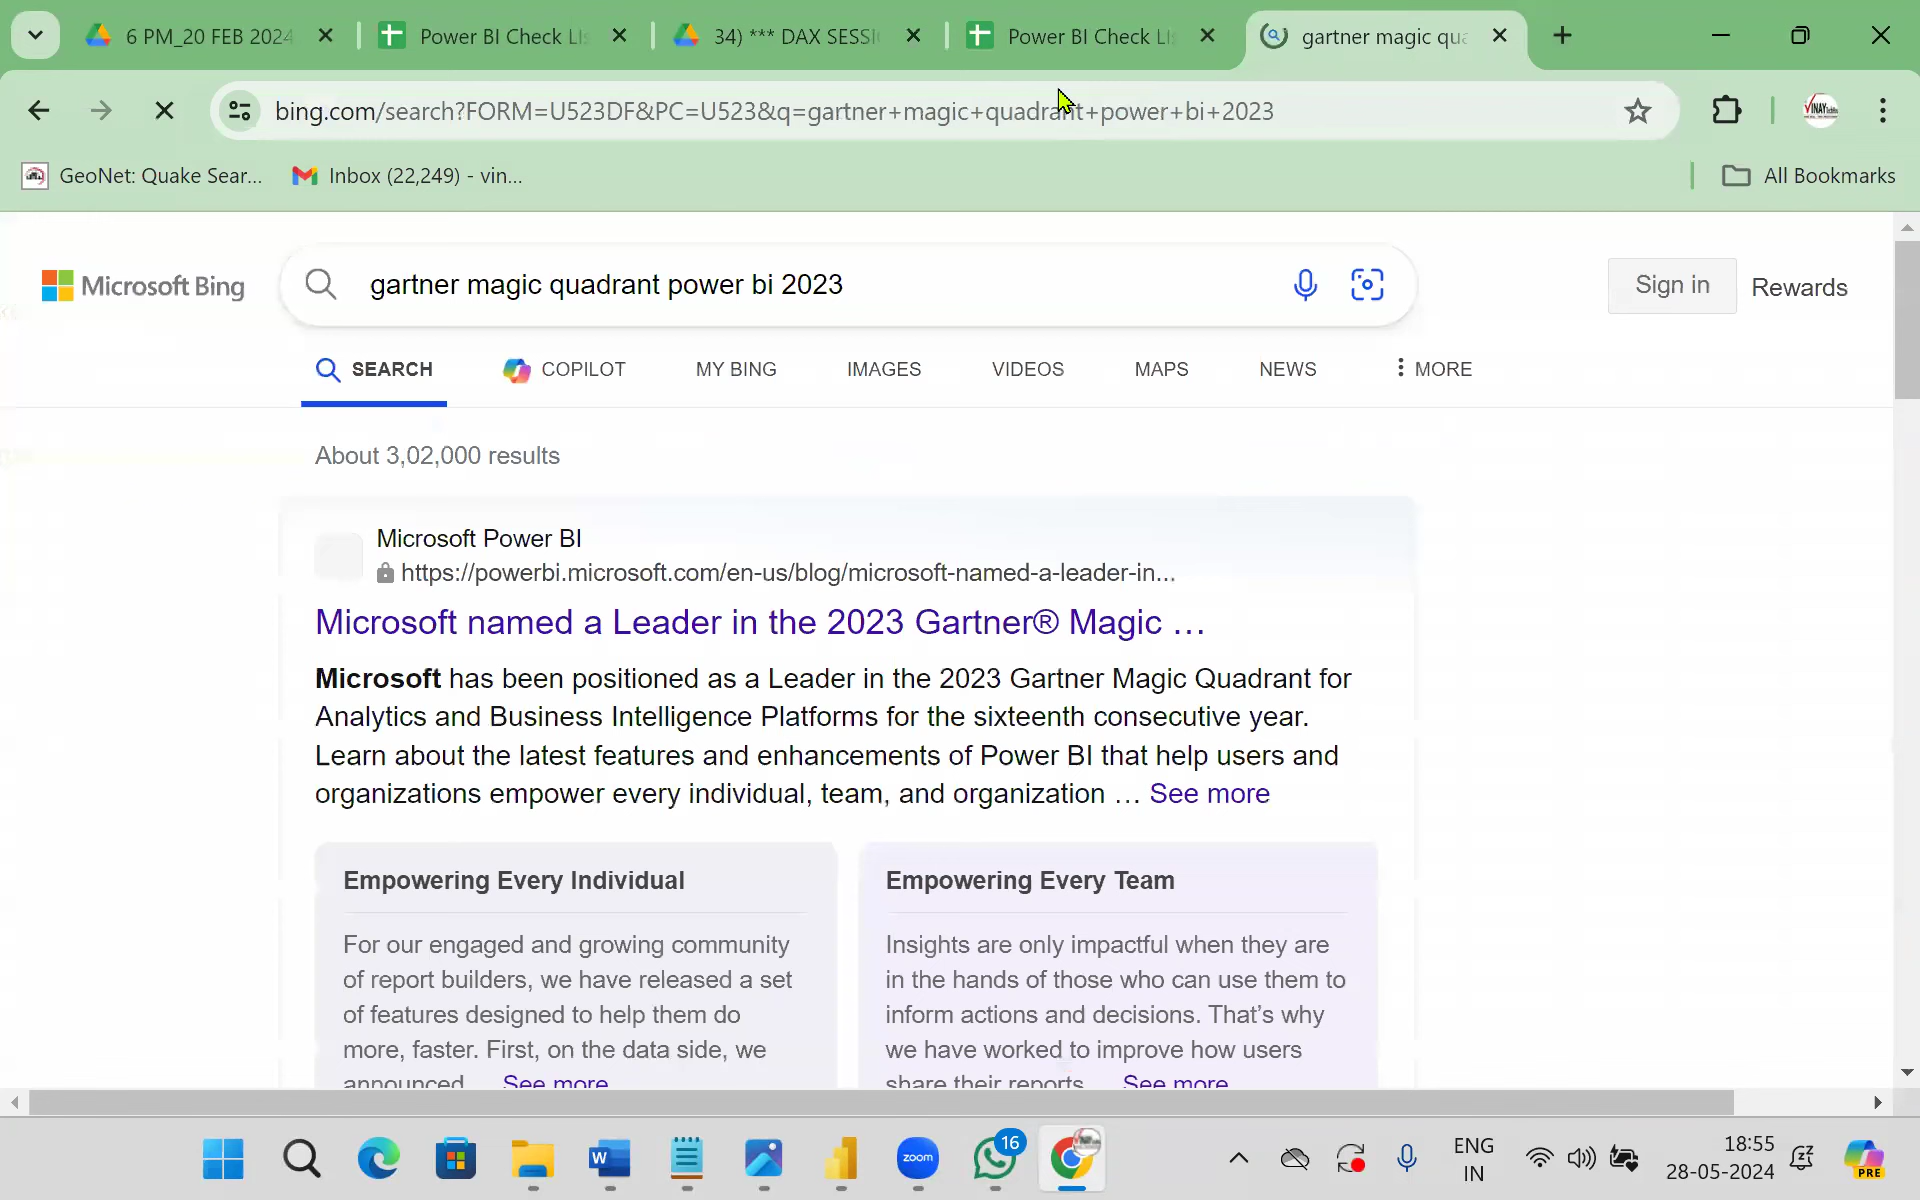 6 PM_20 FEB 2024
Power BI Check Lis
34) *** DAX SESSI
Power BI Check Lis
gartner magic qua
bing.com/search?FORM=U523DF&PC=U523&q=gartner+magic+quadrant+power+bi+2023
VINAY
GeoNet: Quake Sear...
Inbox (22,249) - vin...
All Bookmarks
Microsoft Bing
gartner magic quadrant power bi 2023
Sign in
Rewards
SEARCH
COPILOT
MY BING
IMAGES
VIDEOS
MAPS
NEWS
MORE
About 3,02,000 results
Microsoft Power BI
https://powerbi.microsoft.com/en-us/blog/microsoft-named-a-leader-in...
Microsoft named a Leader in the 2023 Gartner® Magic ...
Microsoft has been positioned as a Leader in the 2023 Gartner Magic Quadrant for
Analytics and Business Intelligence Platforms for the sixteenth consecutive year.
Learn about the latest features and enhancements of Power BI that help users and
organizations empower every individual, team, and organization ... See more
Empowering Every Individual
For our engaged and growing community
of report builders, we have released a set
of features designed to help them do
more, faster. First, on the data side, we
announced ... See more
Empowering Every Team
Insights are only impactful when they are
in the hands of those who can use them to
inform actions and decisions. That's why
we have worked to improve how users
share their reports ... See more
W
zoom
16
ENG
IN
18:55
28-05-2024
PRE